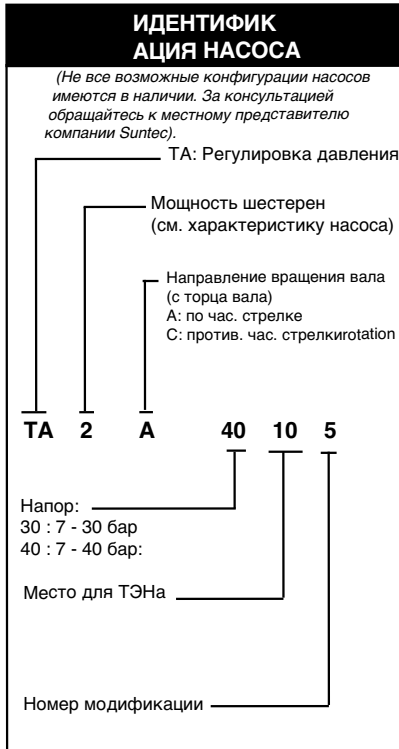 ИДЕНТИФИК
АЦИЯ НАСОСА
(Не все возможные конфигурации насосов
имеются в наличии. За консультацией
обращайтесь к местному представителю
компании Suntec).
TA: Регулировка давления
Мощность шестерен
(см. характеристику насоса)
Направление вращения вала
(с торца вала)
A: по час. стрелке
C: против. час. стрелкиrotation
TA 2 A 40 10 5
Напор:
30 : 7 - 30 бар
40 : 7 - 40 бар:
Место для ТЭНа
Номер модификации